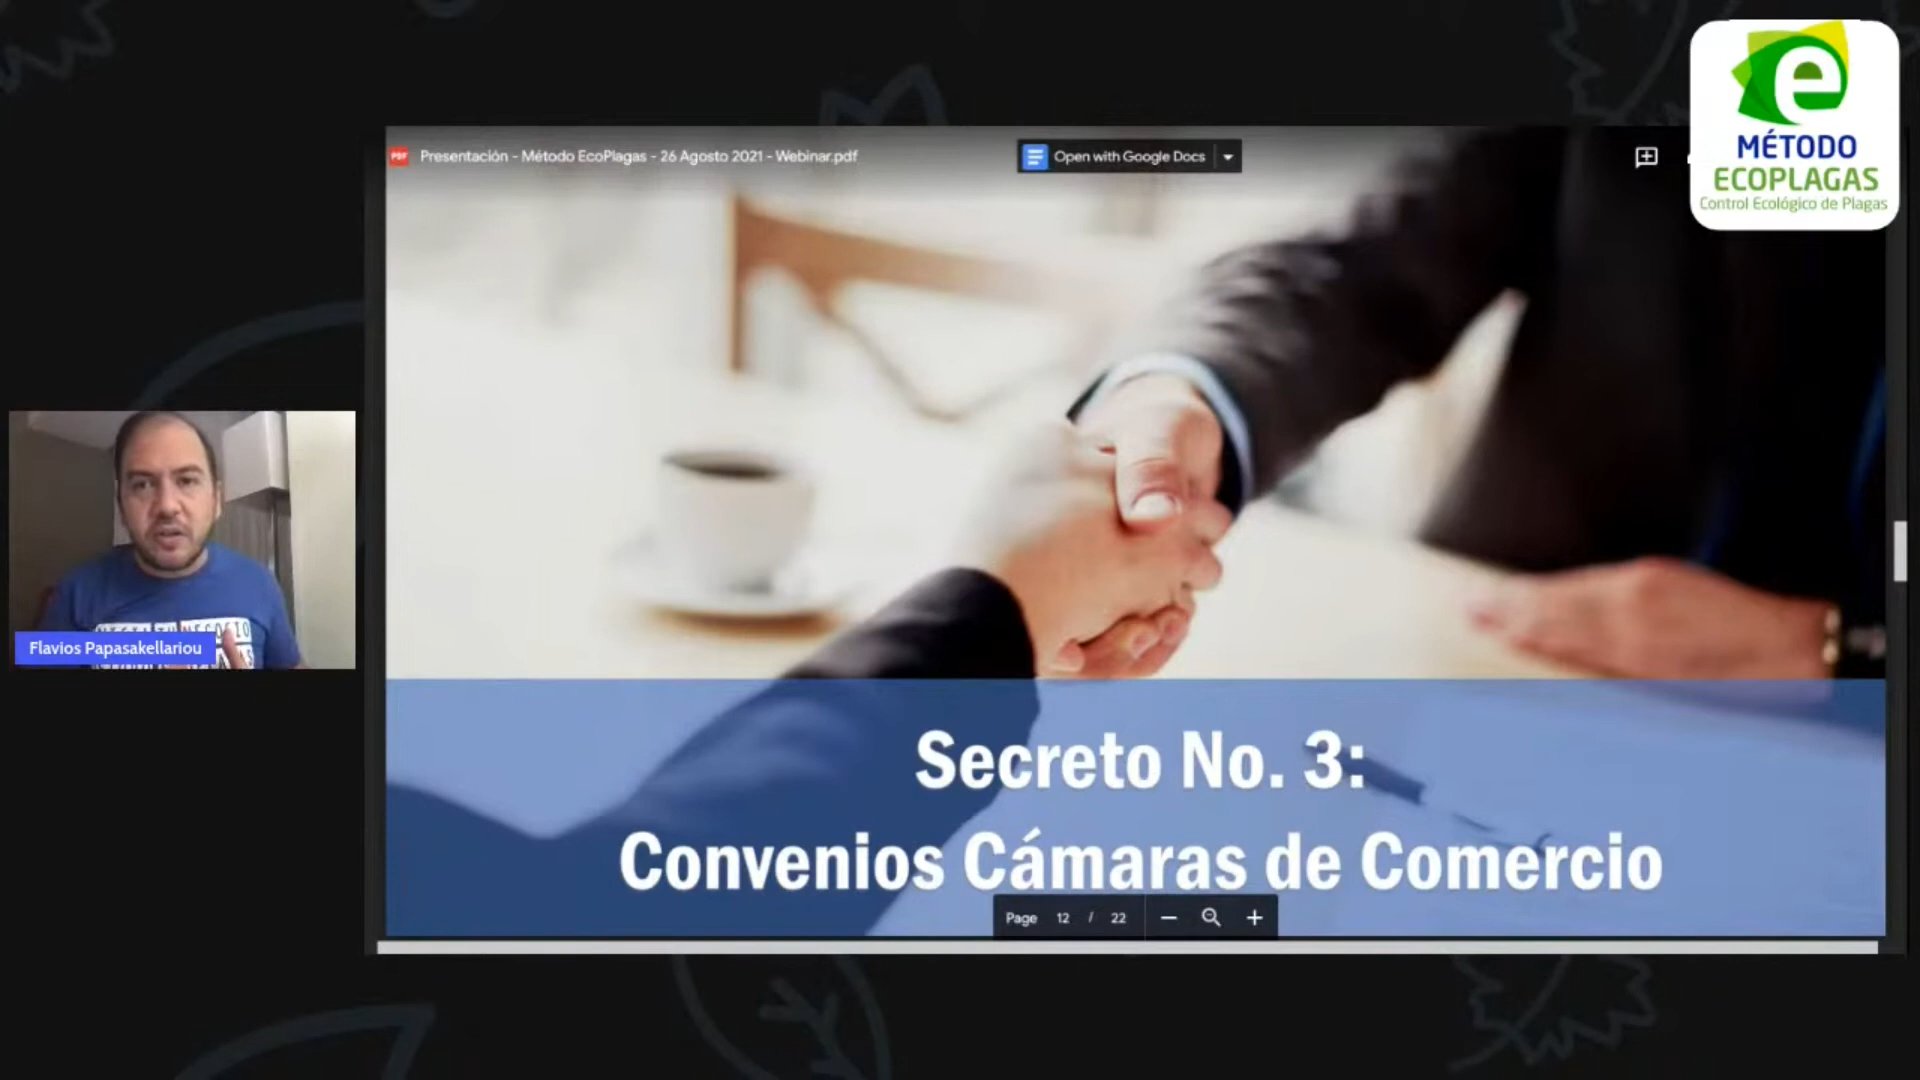 Presentación - Método EcoPlagas - 26 Agosto 2021 - Webinar.pdf
Open with Google Docs
e
MÉTODO
ECOPLAGAS
Control Ecológico de Plagas
Flavios Papasakellariou
Secreto No. 3:
Convenios Cámaras de Comercio
Page 12 / 22